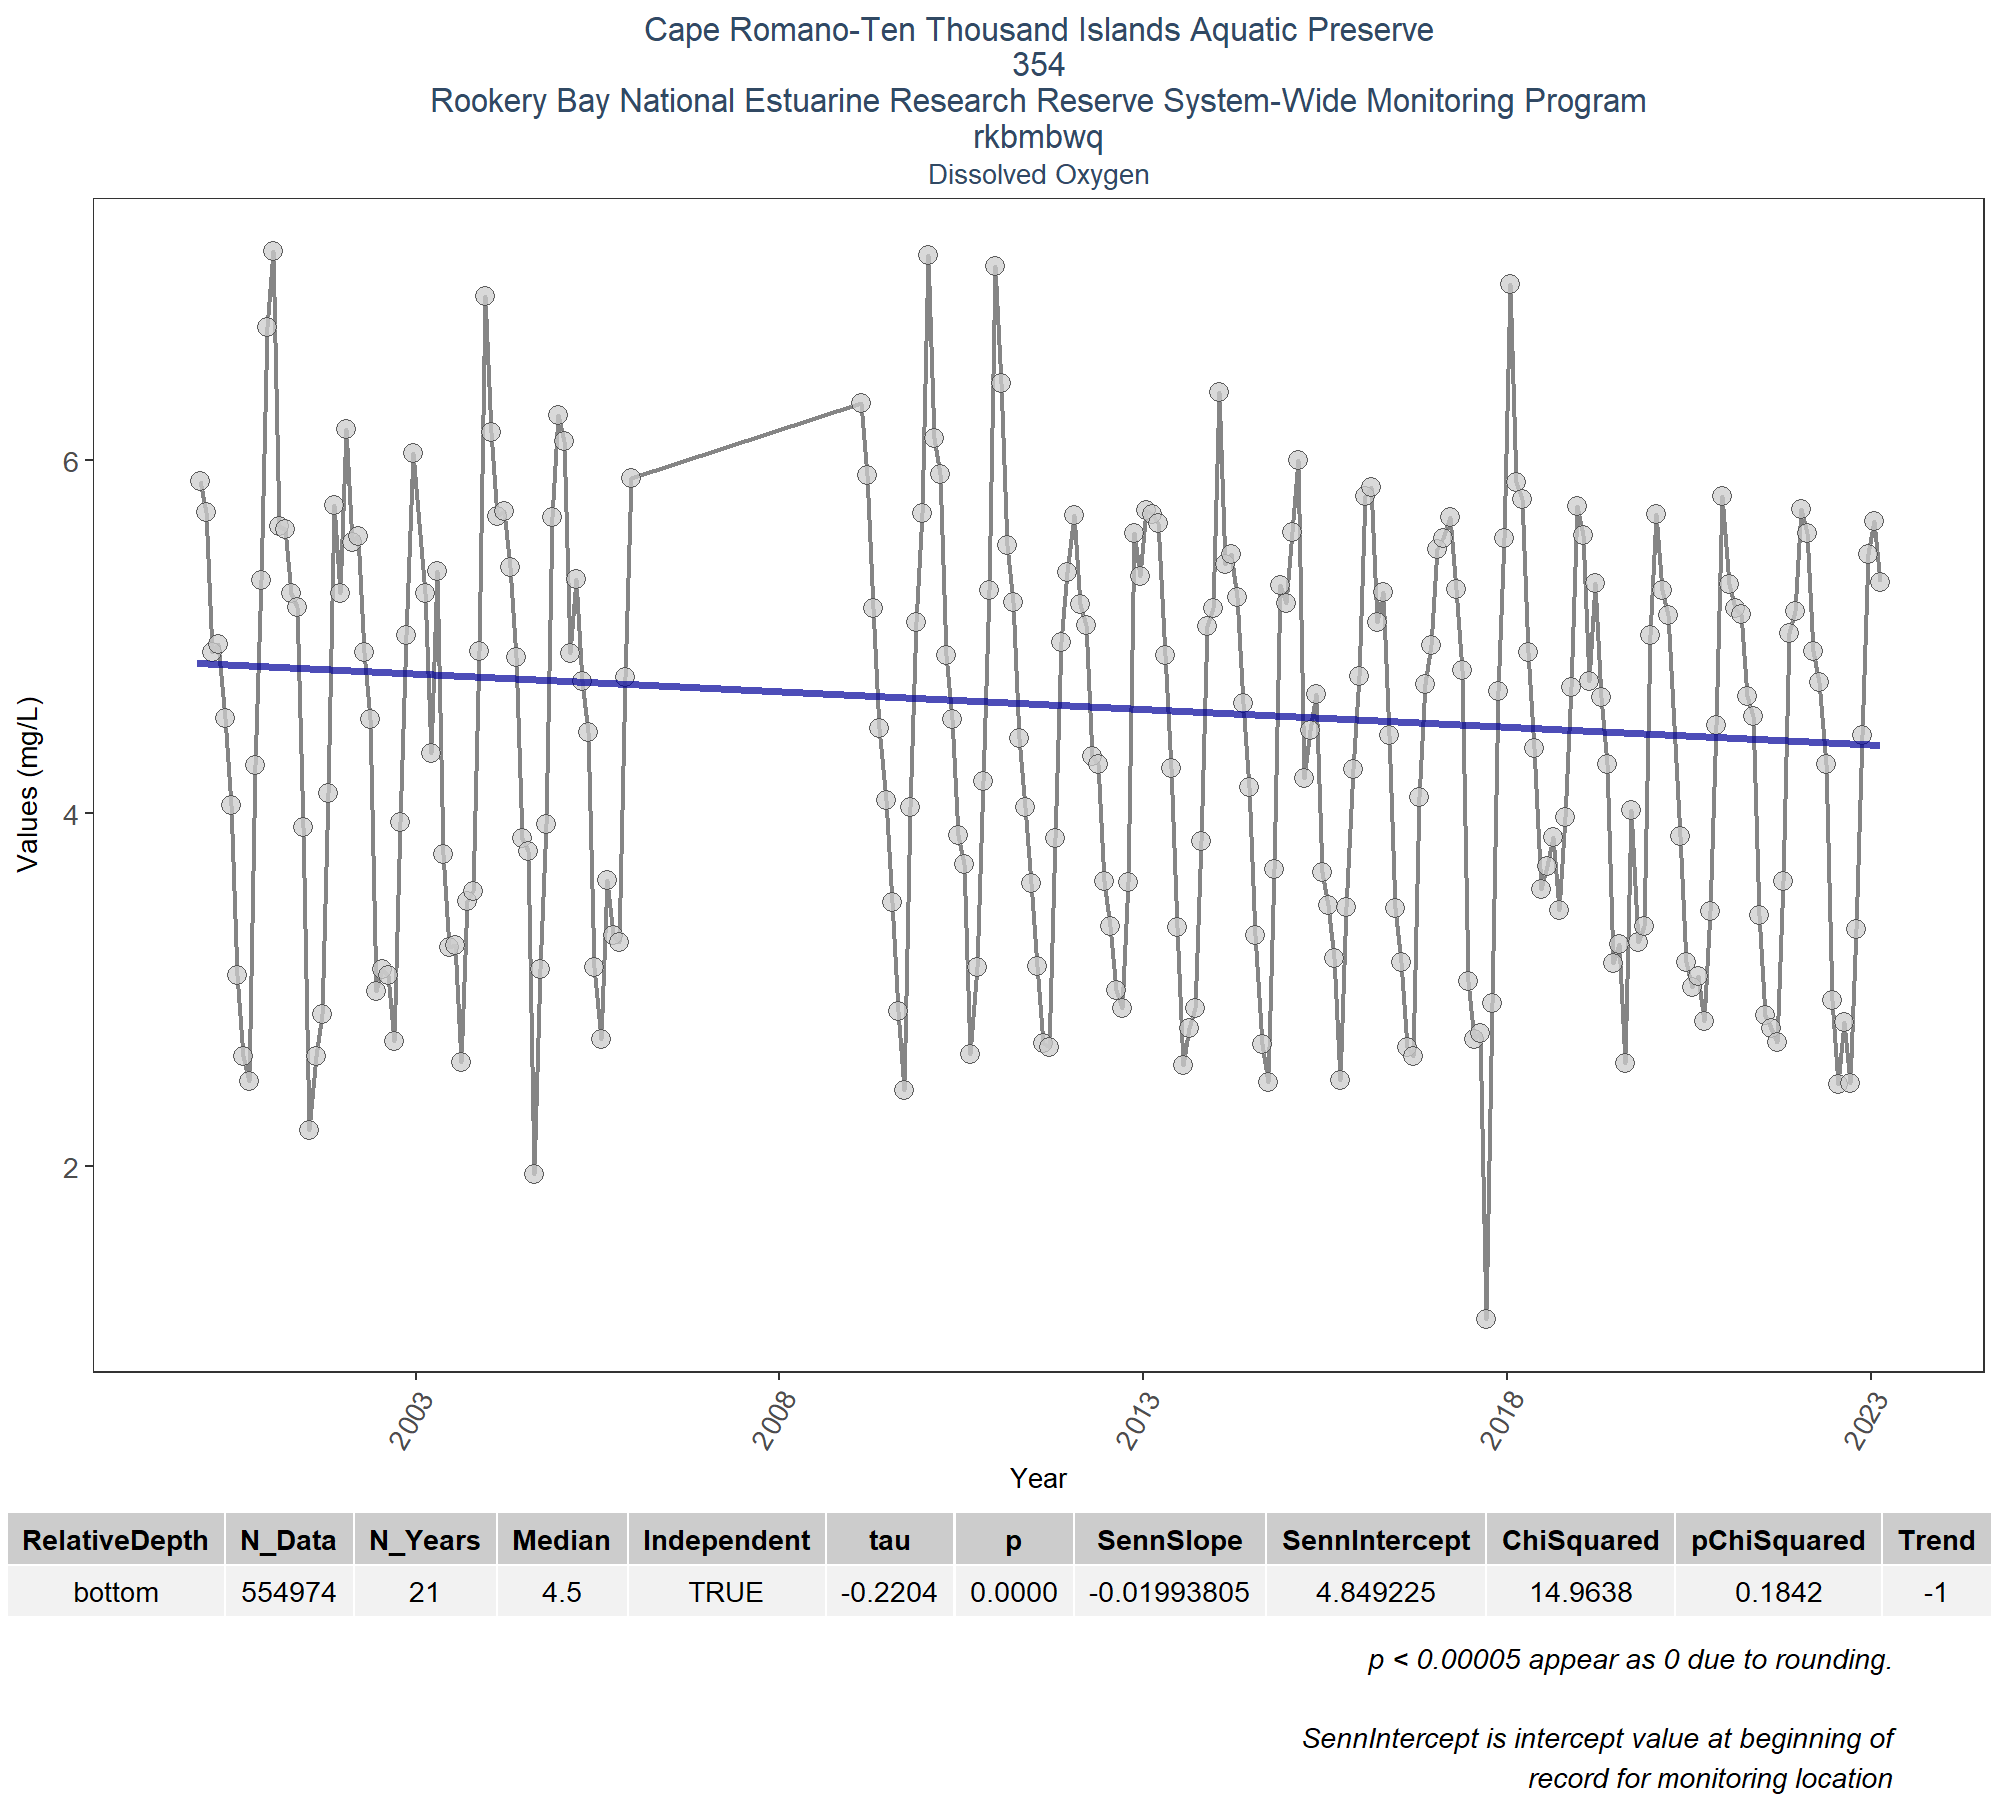 Cape Romano-Ten Thousand Islands Aquatic Preserve
354
Rookery Bay National Estuarine Research Reserve System-Wide Monitoring Program
rkbmbwq
Dissolved Oxygen
Values (mg/L)
6
4
2
2003 2008 2013 2018 2023
Year
RelativeDepth N_Data N_Years Median Independent tau p SennSlope SennIntercept ChiSquared pChiSquared Trend
bottom 554974 21 4.5 TRUE -0.2204 0.0000 -0.01993805 4.849225 14.9638 0.1842 -1
p < 0.00005 appear as 0 due to rounding.
SennIntercept is intercept value at beginning of
record for monitoring location